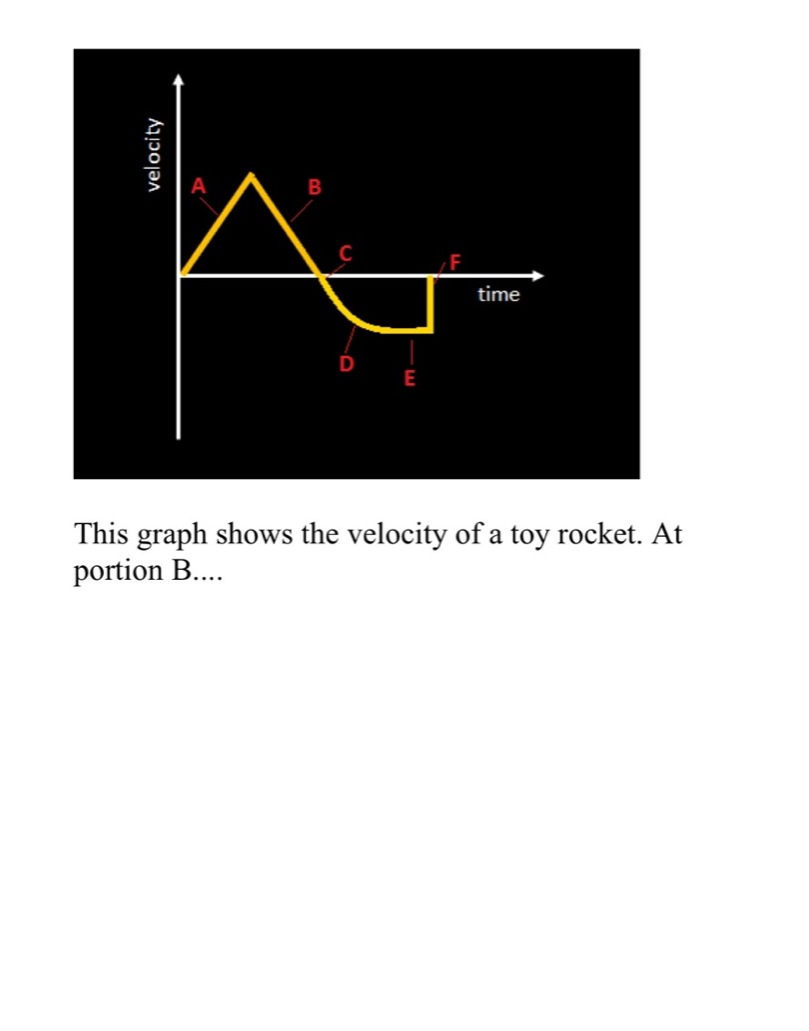 velocity
A
B
C
F
time
D
E
This graph shows the velocity of a toy rocket. At
portion B....